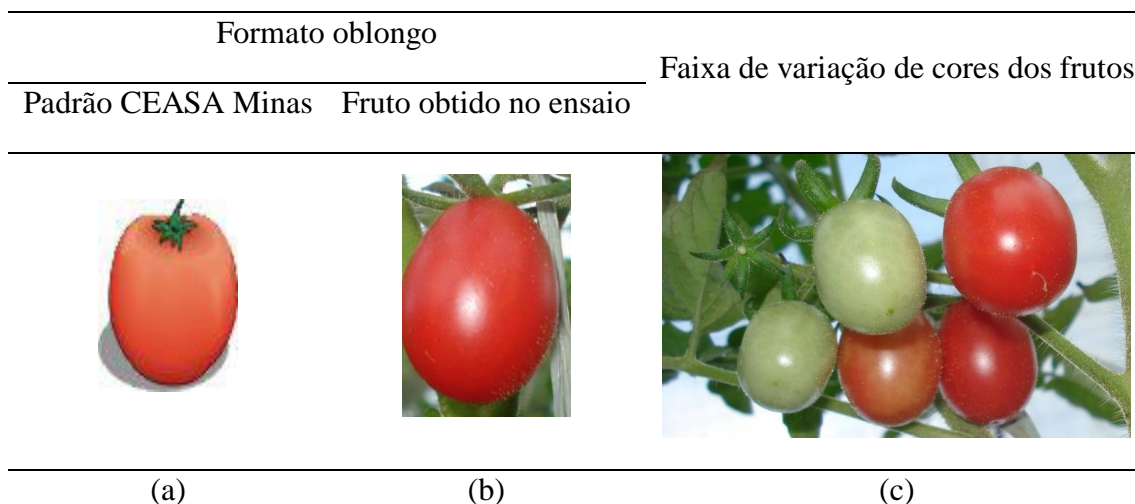 Formato oblongo
Faixa de variação de cores dos frutos
Padrão CEASA Minas
Fruto obtido no ensaio
(a)
(b)
(c)